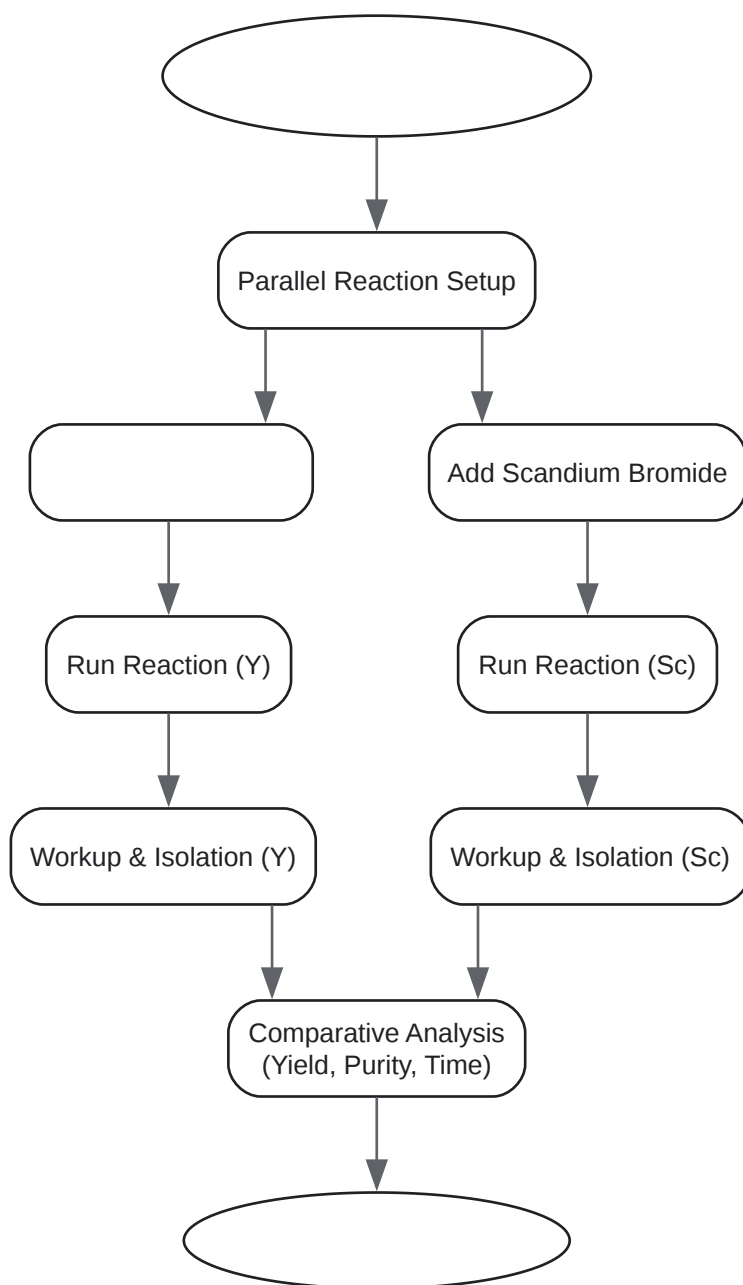 Parallel Reaction Setup
Add Scandium Bromide
Run Reaction (Y)
Run Reaction (Sc)
Workup & Isolation (Y)
Workup & Isolation (Sc)
Comparative Analysis
(Yield, Purity, Time)